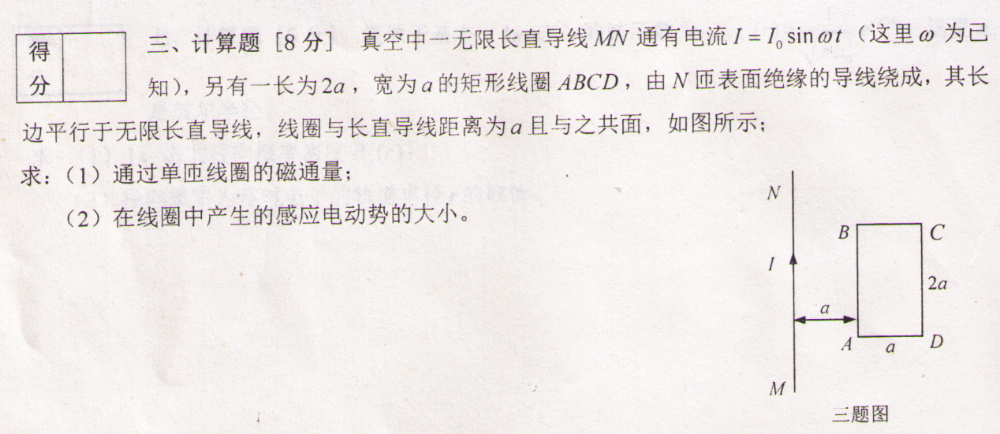 得分
三、计算题［8分］ 真空中一无限长直导线 MN 通有电流 I = I₀ sin ω t（这里 ω 为已
知），另有一长为 2a，宽为 a 的矩形线圈 ABCD，由 N 匝表面绝缘的导线绕成，其长
边平行于无限长直导线，线圈与长直导线距离为 a 且与之共面，如图所示；
求：（1）通过单匝线圈的磁通量；
（2）在线圈中产生的感应电动势的大小。
N
B C
I
2a
a
A a D
M
三题图